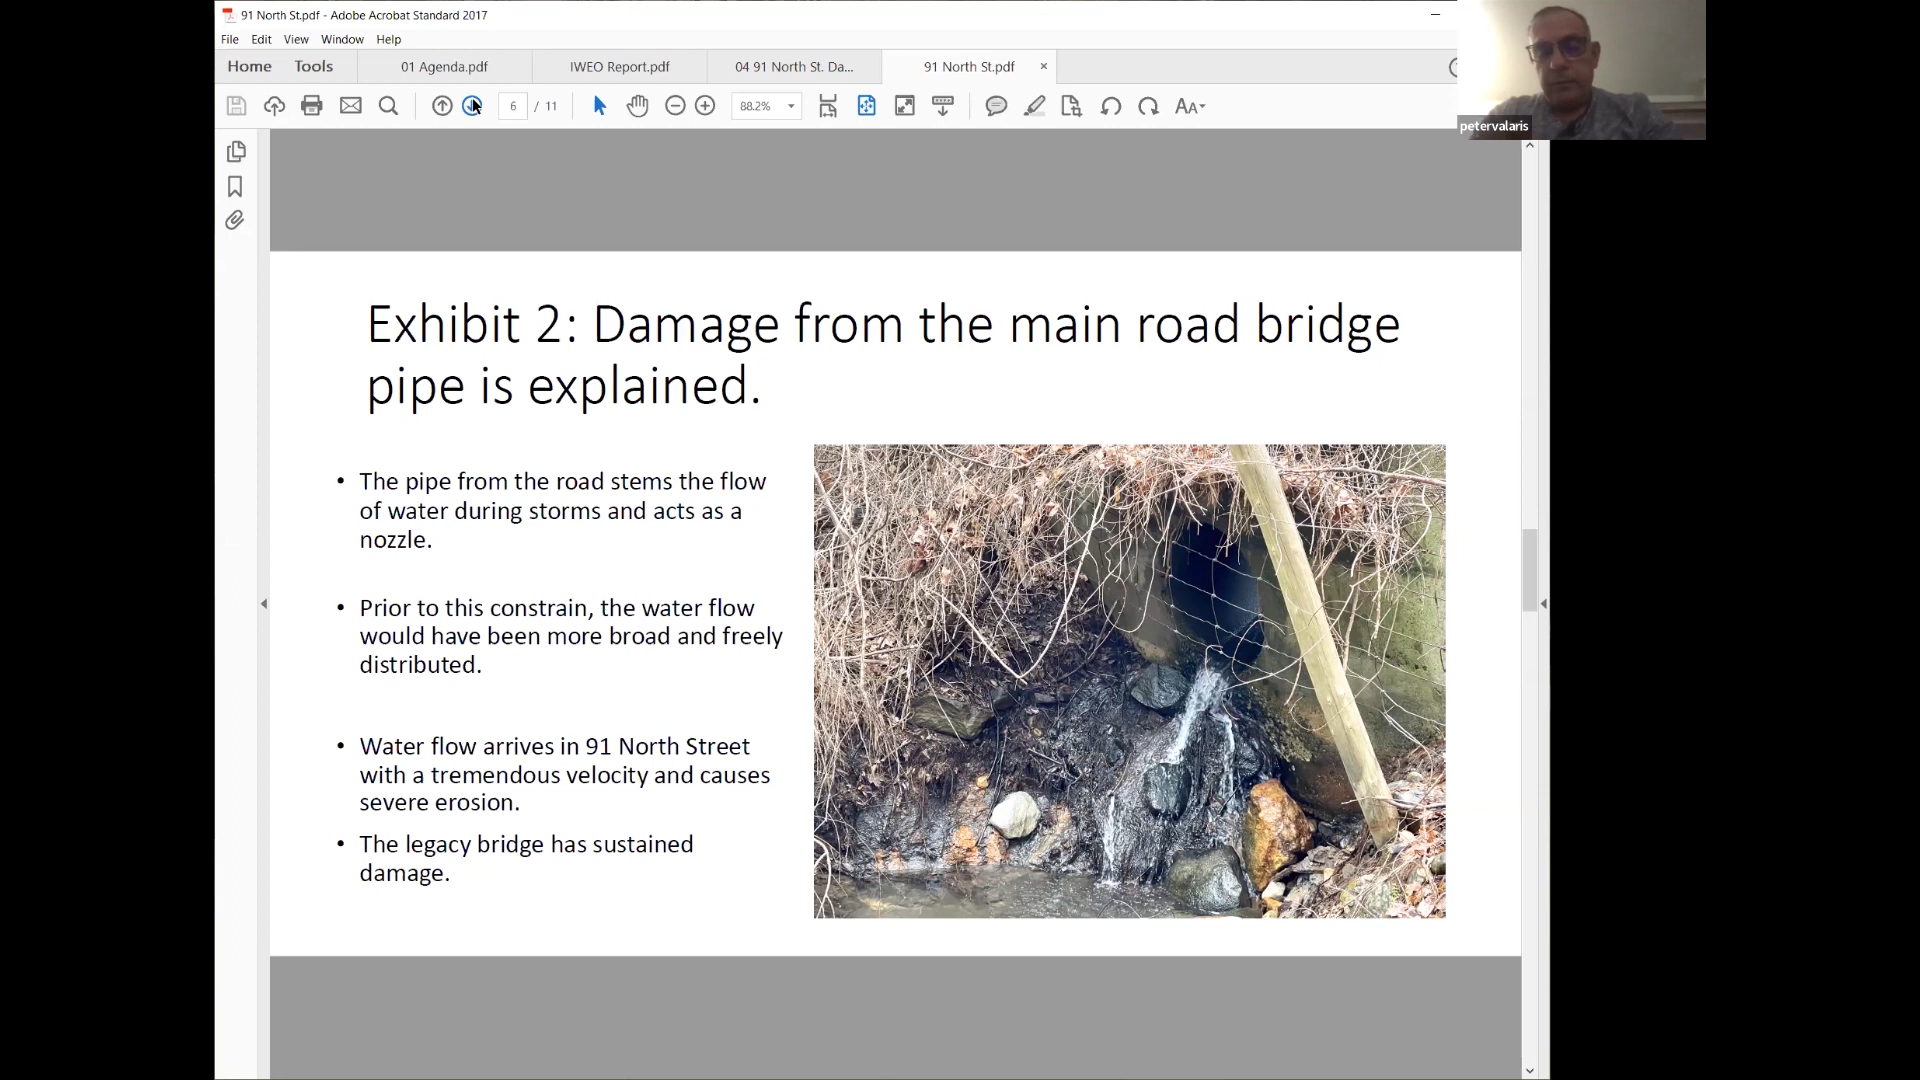 91 North St.pdf - Adobe Acrobat Standard 2017
File Edit View Window Help
Home Tools 01 Agenda.pdf IWEO Report.pdf 04 91 North St. Da... 91 North St.pdf ×
6 / 11 88.2%
petervalaris
Exhibit 2: Damage from the main road bridge
pipe is explained.
• The pipe from the road stems the flow
of water during storms and acts as a
nozzle.
• Prior to this constrain, the water flow
would have been more broad and freely
distributed.
• Water flow arrives in 91 North Street
with a tremendous velocity and causes
severe erosion.
• The legacy bridge has sustained
damage.